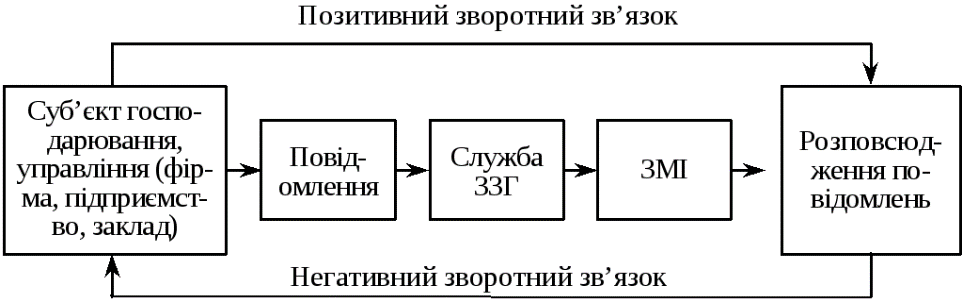 Позитивний зворотний зв’язок
Суб’єкт госпо-
дарювання,
управління (фір-
ма, підприємст-
во, заклад)
Повід-
омлення
Служба
ЗЗГ
ЗМІ
Розповсюд-
ження по-
відомлень
Негативний зворотний зв’язок